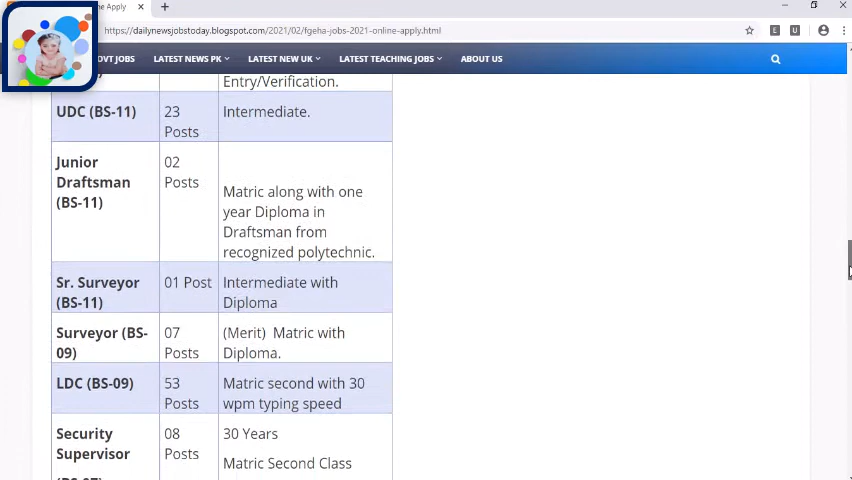 ne Apply
https://dailynewsjobstoday.blogspot.com/2021/02/fgeha-jobs-2021-online-apply.html
E
U
OVT JOBS
LATEST NEWS PK
LATEST NEW UK
LATEST TEACHING JOBS
ABOUT US
Entry/Verification.
UDC (BS-11)
23
Posts
Intermediate.
Junior
Draftsman
(BS-11)
02
Posts
Matric along with one
year Diploma in
Draftsman from
recognized polytechnic.
Sr. Surveyor
(BS-11)
01 Post
Intermediate with
Diploma
Surveyor (BS-
09)
07
Posts
(Merit)  Matric with
Diploma.
LDC (BS-09)
53
Posts
Matric second with 30
wpm typing speed
Security
Supervisor
08
Posts
30 Years
Matric Second Class